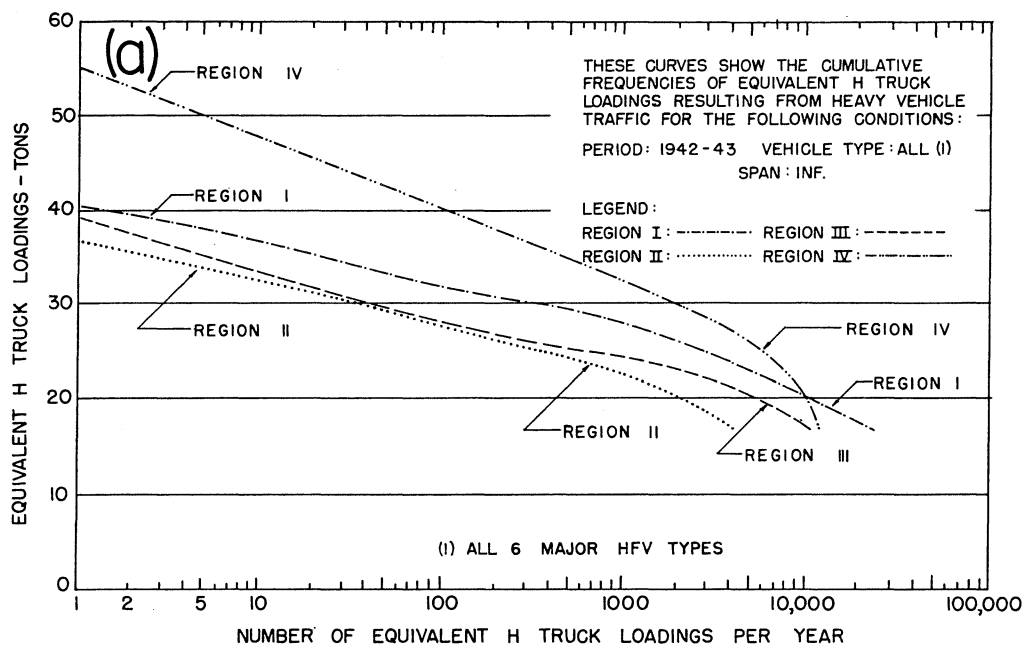 (a)
60
50
40
30
20
10
0
EQUIVALENT H TRUCK LOADINGS - TONS
REGION IV
REGION I
REGION II
THESE CURVES SHOW THE CUMULATIVE
FREQUENCIES OF EQUIVALENT H TRUCK
LOADINGS RESULTING FROM HEAVY VEHICLE
TRAFFIC FOR THE FOLLOWING CONDITIONS:
PERIOD: 1942-43 VEHICLE TYPE: ALL (1)
SPAN: INF.
LEGEND:
REGION I: REGION III:
REGION II: REGION IV:
REGION IV
REGION I
REGION II
REGION III
(1) ALL 6 MAJOR HFV TYPES
1 2 5 10 100 1000 10,000 100,000
NUMBER OF EQUIVALENT H TRUCK LOADINGS PER YEAR